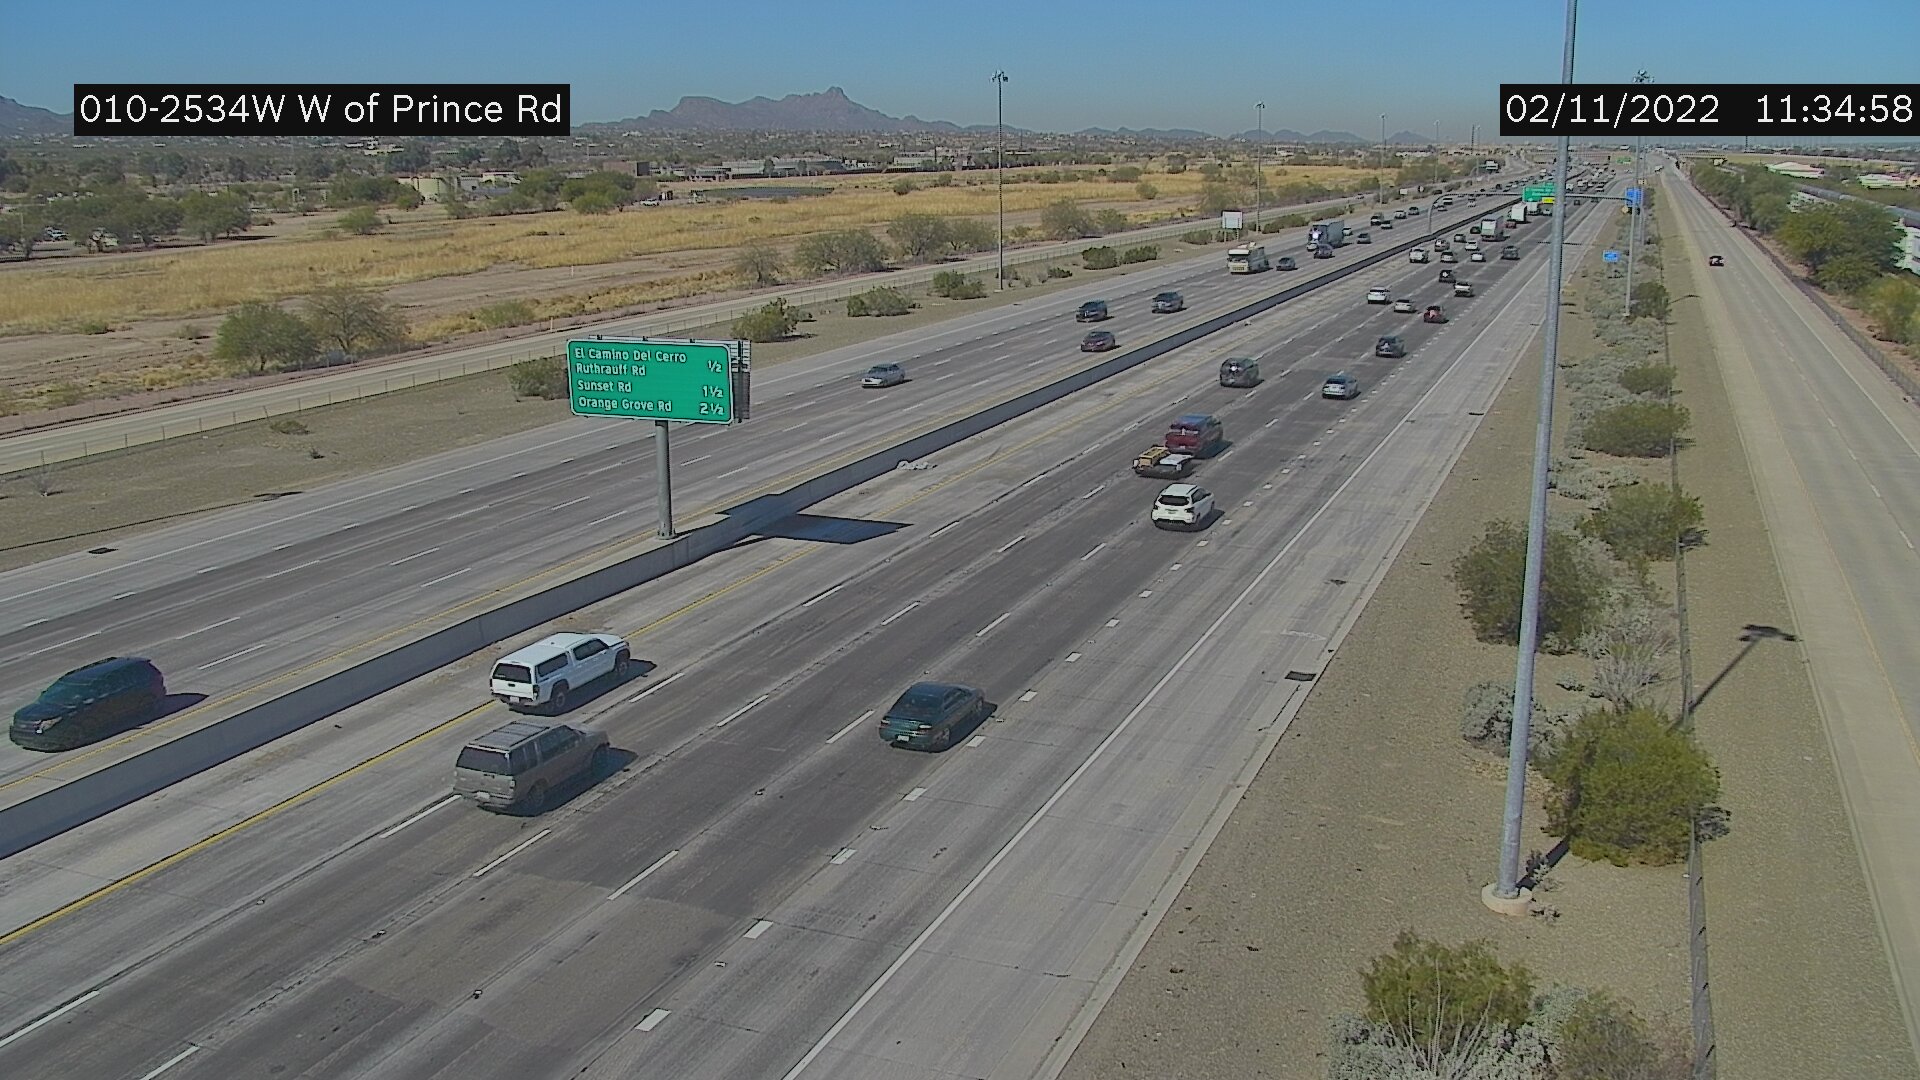 010-2534W W of Prince Rd
02/11/2022 11:34:58
El Camino Del Cerro
Ruthrauff Rd 1/2
Sunset Rd 1 1/2
Orange Grove Rd 2 1/2